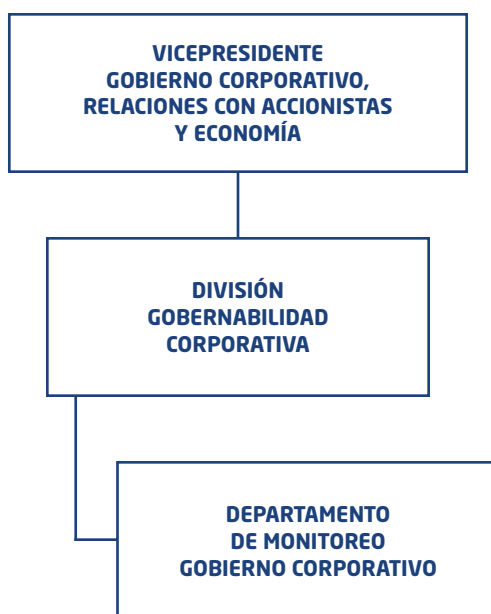 VICEPRESIDENTE
GOBIERNO CORPORATIVO,
RELACIONES CON ACCIONISTAS
Y ECONOMÍA
DIVISIÓN
GOBERNABILIDAD
CORPORATIVA
DEPARTAMENTO
DE MONITOREO
GOBIERNO CORPORATIVO